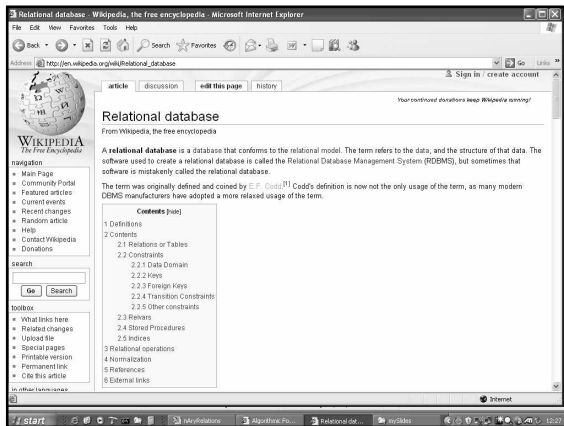 Relational database - Wikipedia, the free encyclopedia - Microsoft Internet Explorer
File Edit View Favorites Tools Help
Back Search Favorites
Address http://en.wikipedia.org/wiki/Relational_database Go Links
Sign in / create account
article discussion edit this page history
Your continued donations keep Wikipedia running!
Relational database
From Wikipedia, the free encyclopedia
A relational database is a database that conforms to the relational model. The term refers to the data, and the structure of that data. The
software used to create a relational database is called the Relational Database Management System (RDBMS), but sometimes that
software is mistakenly called the relational database.
The term was originally defined and coined by E.F. Codd.[1] Codd's definition is now not the only usage of the term, as many modern
DBMS manufacturers have adopted a more relaxed usage of the term.
Contents [hide]
1 Definitions
2 Contents
2.1 Relations or Tables
2.2 Constraints
2.2.1 Data Domain
2.2.2 Keys
2.2.3 Foreign Keys
2.2.4 Transition Constraints
2.2.5 Other constraints
2.3 Relvars
2.4 Stored Procedures
2.5 Indices
3 Relational operations
4 Normalization
5 References
6 External links
WIKIPEDIA
The Free Encyclopedia
navigation
Main Page
Community Portal
Featured articles
Current events
Recent changes
Random article
Help
Contact Wikipedia
Donations
search
Go Search
toolbox
What links here
Related changes
Upload file
Special pages
Printable version
Permanent link
Cite this article
in other languages
Internet
start nAryRelations Algorithmic Fo... Relational dat... mySlides 12:27